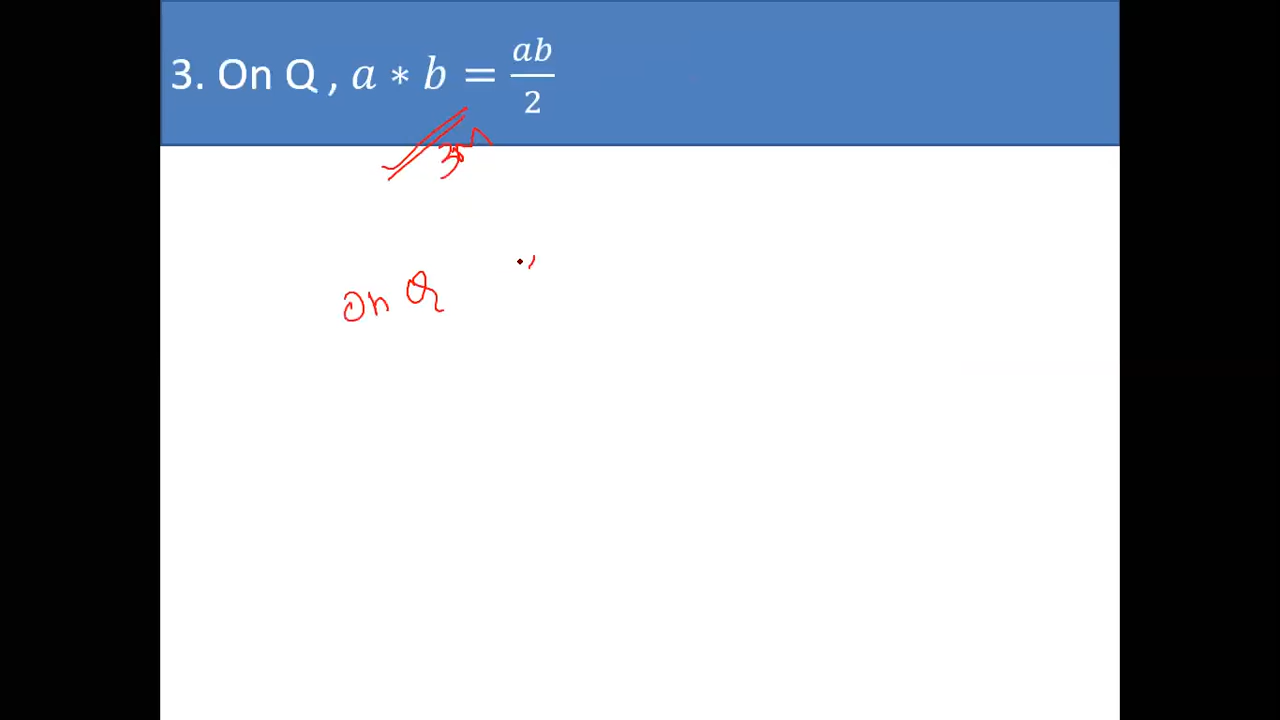 3. On Q , a ∗ b = ab/2
On Q